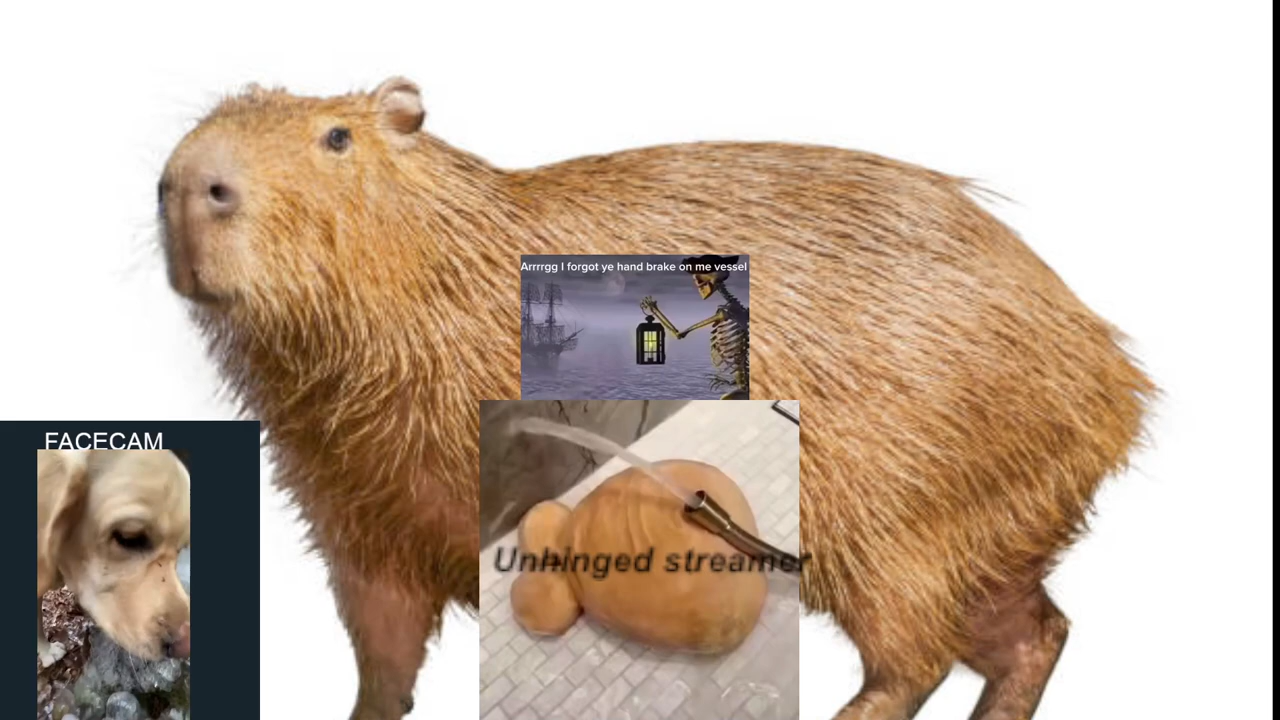 Arrrrgg I forgot ye hand brake on me vessel
FACECAM
Unhinged streamer